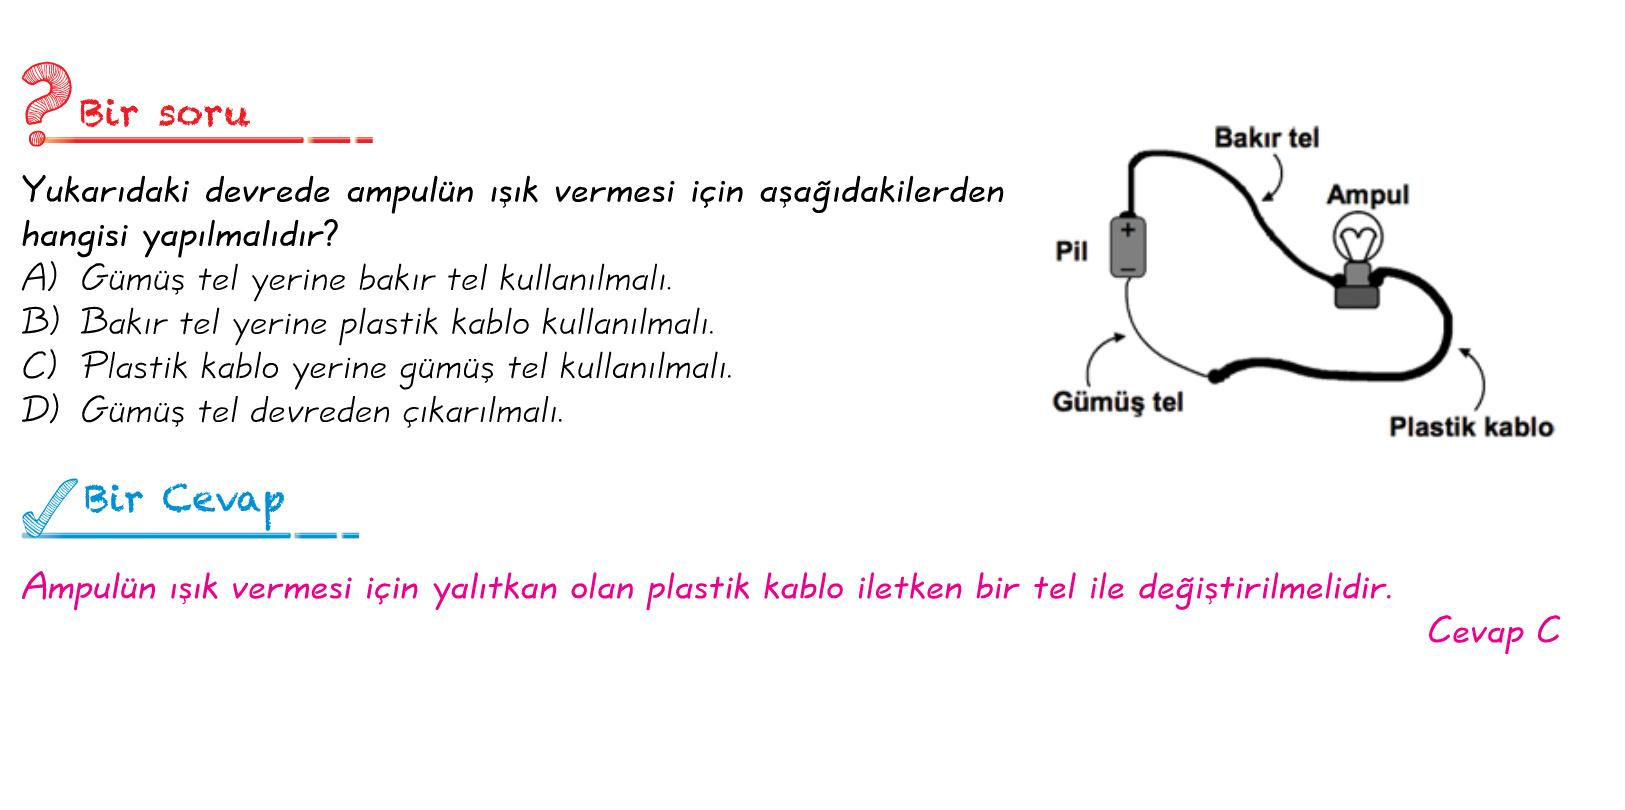 Bir soru
Yukarıdaki devrede ampulün ışık vermesi için aşağıdakilerden
hangisi yapılmalıdır?
A) Gümüş tel yerine bakır tel kullanılmalı.
B) Bakır tel yerine plastik kablo kullanılmalı.
C) Plastik kablo yerine gümüş tel kullanılmalı.
D) Gümüş tel devreden çıkarılmalı.
Bakır tel
Ampul
Pil
+
–
Gümüş tel
Plastik kablo
Bir Cevap
Ampulün ışık vermesi için yalıtkan olan plastik kablo iletken bir tel ile değiştirilmelidir.
Cevap C